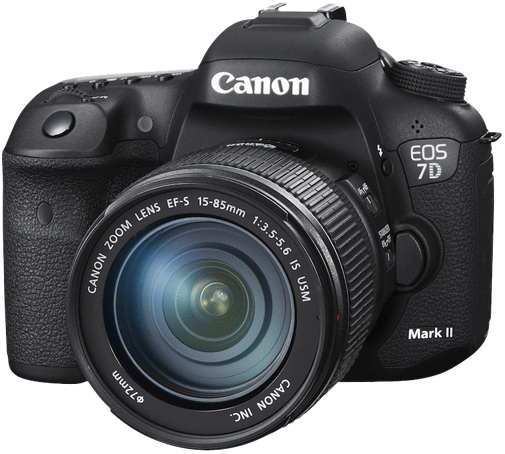 Canon
EOS
7D
CANON ZOOM LENS EF-S 15-85mm 1:3.5-5.6 IS USM
Mark II
ø72mm
CANON INC.